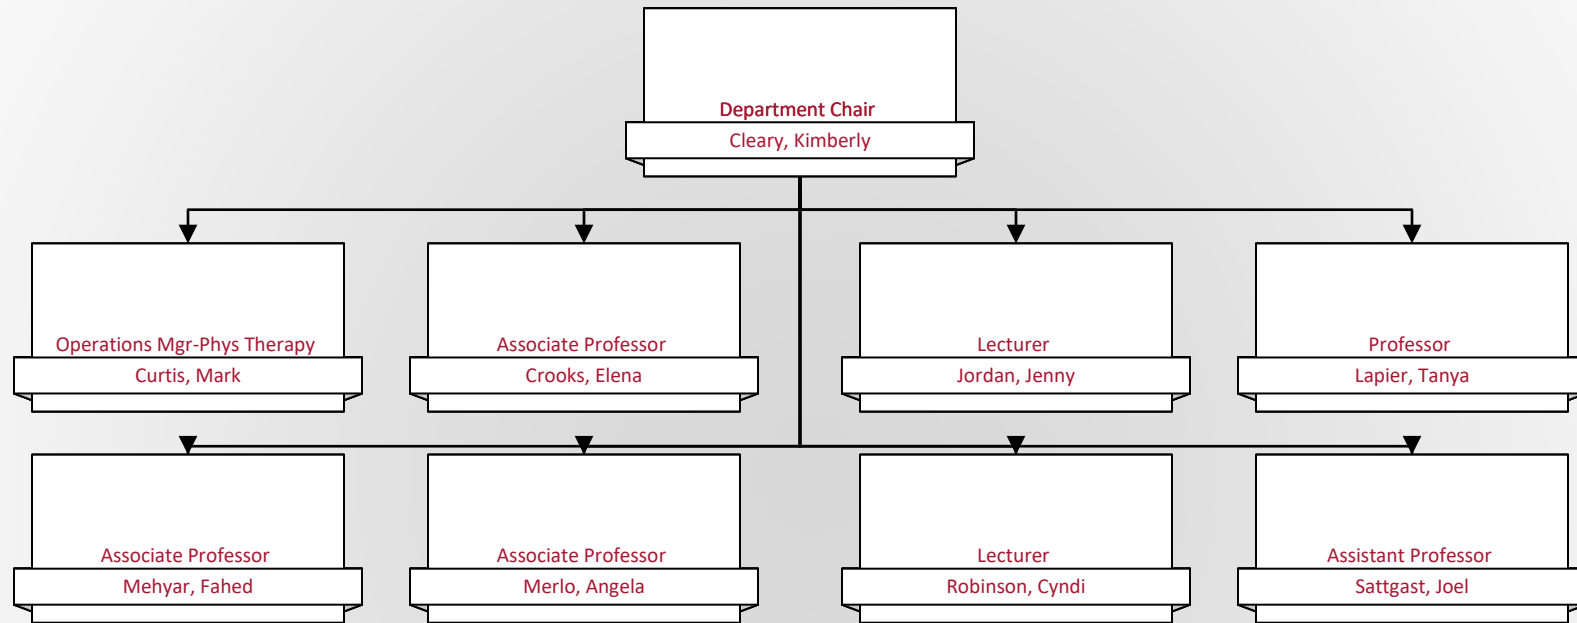 Department Chair
Cleary, Kimberly
Operations Mgr-Phys Therapy
Curtis, Mark
Associate Professor
Crooks, Elena
Lecturer
Jordan, Jenny
Professor
Lapier, Tanya
Associate Professor
Mehyar, Fahed
Associate Professor
Merlo, Angela
Lecturer
Robinson, Cyndi
Assistant Professor
Sattgast, Joel